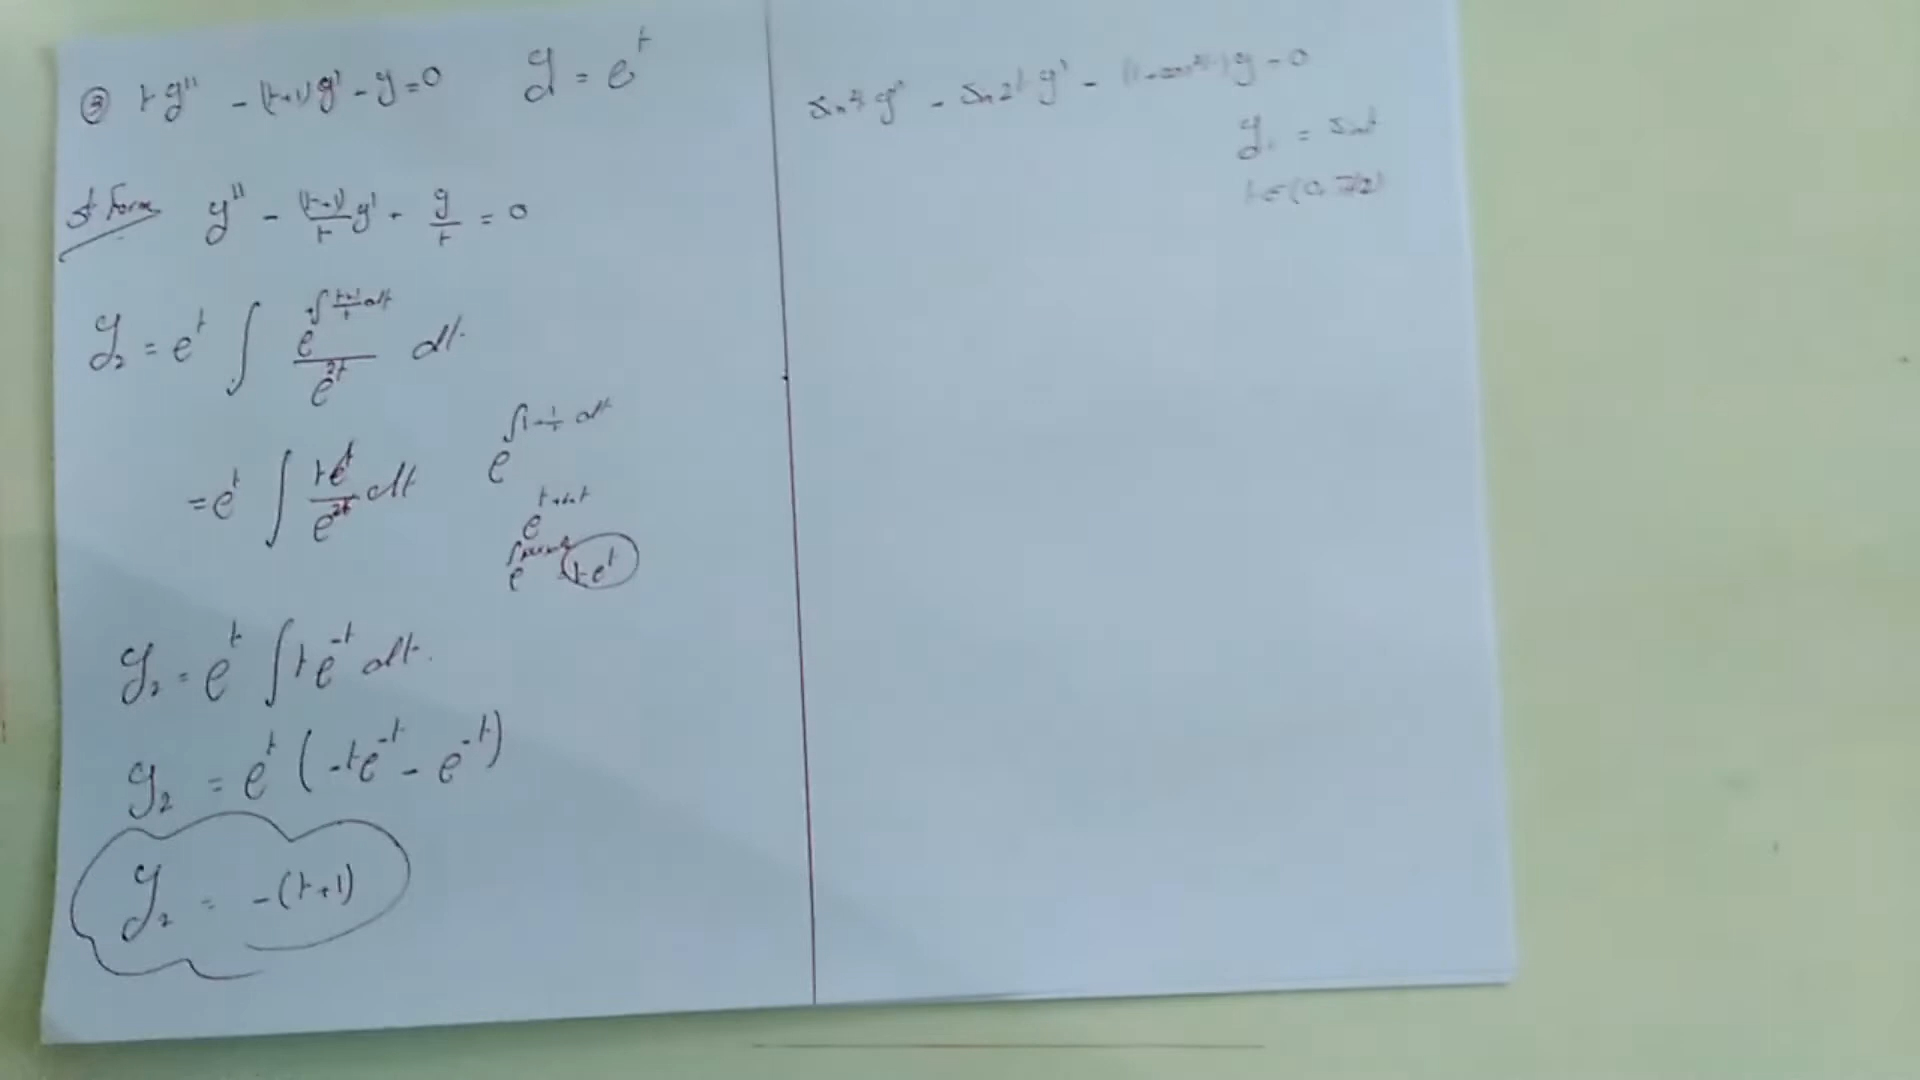 ③ ty'' - (t+1)y' - y = 0 y = e^t
st Form y'' - (t+1)/t y' + y/t = 0
y₂ = e^t ∫ e^(∫ (t+1)/t dt) / e^(2t) dt.
= e^t ∫ te^t / e^(2t) dt e^(∫ 1+1/t dt)
e^(t+ln t)
te^t
y₂ = e^t ∫ te^(-t) dt.
y₂ = e^t (-te^(-t) - e^(-t))
y₂ = -(t+1)
sin²t y'' - sin2t y' - y = 0
y₁ = sint
t ∈ (0, π/2)